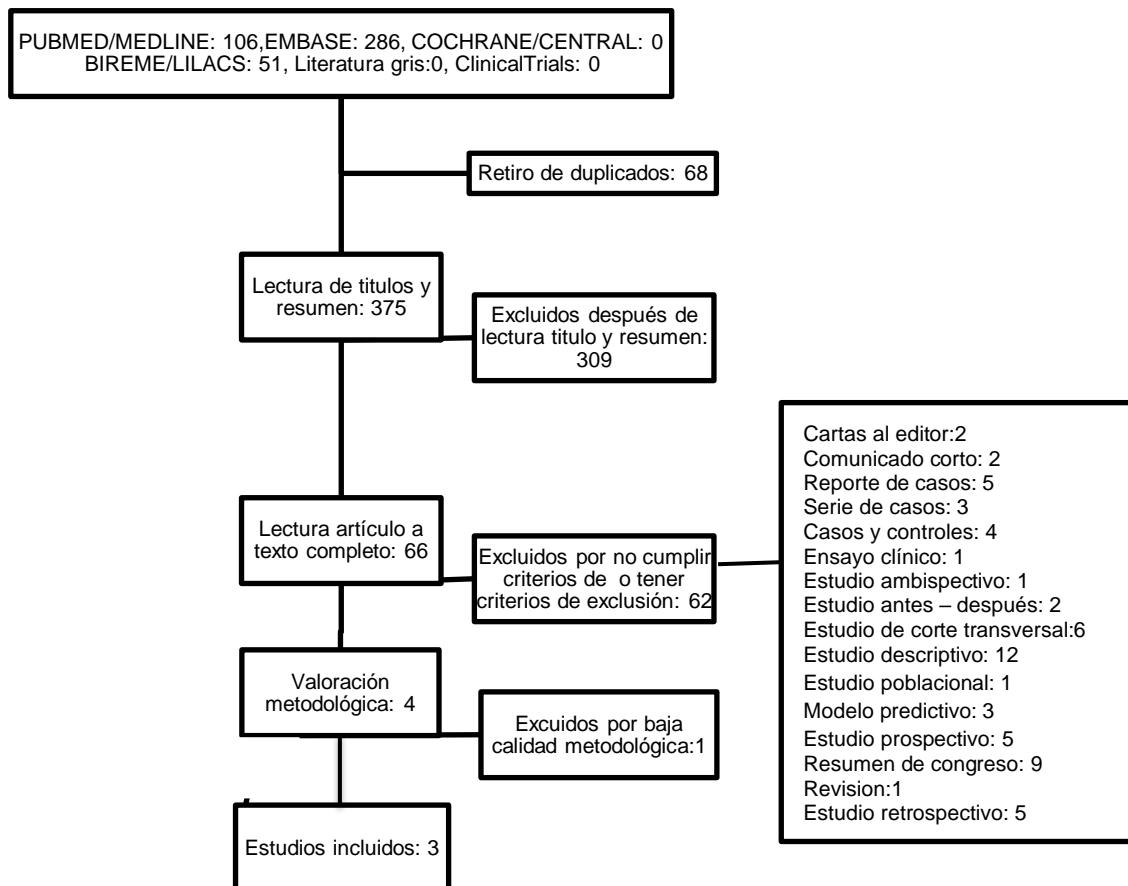 PUBMED/MEDLINE: 106,EMBASE: 286, COCHRANE/CENTRAL: 0
BIREME/LILACS: 51, Literatura gris:0, ClinicalTrials: 0
Retiro de duplicados: 68
Lectura de titulos y
resumen: 375
Excluidos después de
lectura titulo y resumen:
309
Lectura artículo a
texto completo: 66
Excluidos por no cumplir
criterios de o tener
criterios de exclusión: 62
Cartas al editor:2
Comunicado corto: 2
Reporte de casos: 5
Serie de casos: 3
Casos y controles: 4
Ensayo clínico: 1
Estudio ambispectivo: 1
Estudio antes – después: 2
Estudio de corte transversal:6
Estudio descriptivo: 12
Estudio poblacional: 1
Modelo predictivo: 3
Estudio prospectivo: 5
Resumen de congreso: 9
Revision:1
Estudio retrospectivo: 5
Valoración
metodológica: 4
Excuidos por baja
calidad metodológica:1
Estudios incluidos: 3